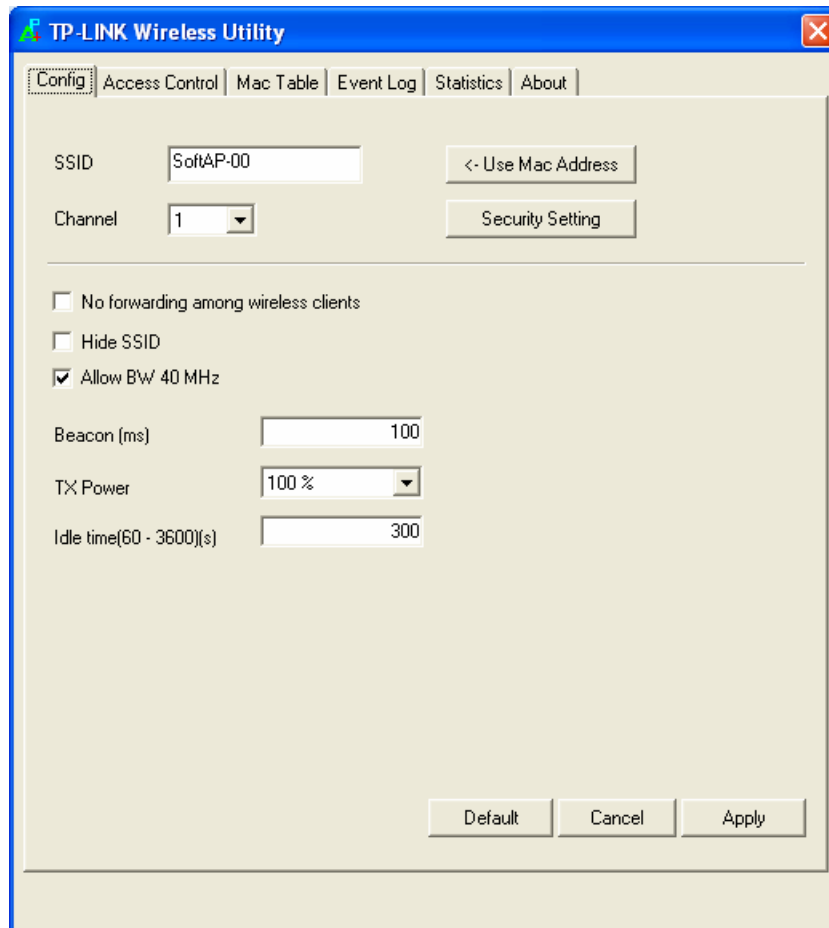 TP-LINK Wireless Utility
Config Access Control Mac Table Event Log Statistics About
SSID SoftAP-00 <- Use Mac Address
Channel 1 Security Setting
No forwarding among wireless clients
Hide SSID
Allow BW 40 MHz
Beacon (ms) 100
TX Power 100 %
Idle time(60 - 3600)(s) 300
Default Cancel Apply